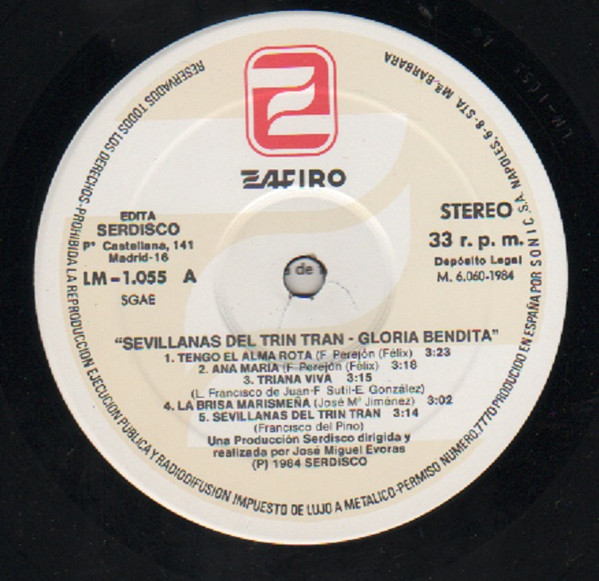 ZAFIRO
EDITA
SERDISCO
Pº Castellana, 141
Madrid-16
LM-1.055 A
SGAE
STEREO
33 r. p. m.
Depósito Legal
M. 6.060-1984
"SEVILLANAS DEL TRIN TRAN - GLORIA BENDITA"
1. TENGO EL ALMA ROTA (F. Perejón (Félix) 3:23
2. ANA MARIA (F. Perejón (Félix) 3:18
3. TRIANA VIVA 3:15
(L. Francisco de Juan-F. Sutil-E. González)
4. LA BRISA MARISMEÑA (José Mª Jiménez) 3:02
5. SEVILLANAS DEL TRIN TRAN 3:14
(Francisco del Pino)
Una Producción Serdisco dirigida y
realizada por José Miguel Evoras
(P) 1984 SERDISCO
RESERVADOS TODOS LOS DERECHOS-PROHIBIDA LA REPRODUCCION EJECUCION PUBLICA Y RADIODIFUSION IMPUESTO DE LUJO A METALICO-PERMISO NUMERO,7770 PRODUCIDO EN ESPAÑA POR SONIC, S.A. NAPOLES, 6-8-STA. Mª. BARBARA